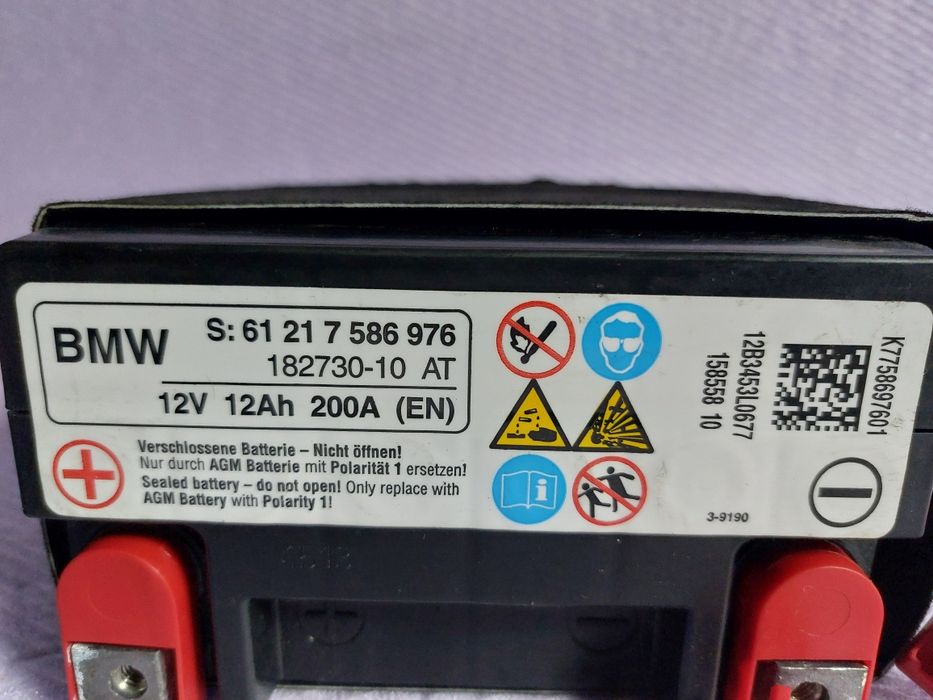 BMW
S: 61 21 7 586 976
182730-10 AT
12V 12Ah 200A (EN)
Verschlossene Batterie – Nicht öffnen!
Nur durch AGM Batterie mit Polarität 1 ersetzen!
Sealed battery – do not open! Only replace with
AGM Battery with Polarity 1!
158569 10
12B3453L0677
K7758697601
3-9190